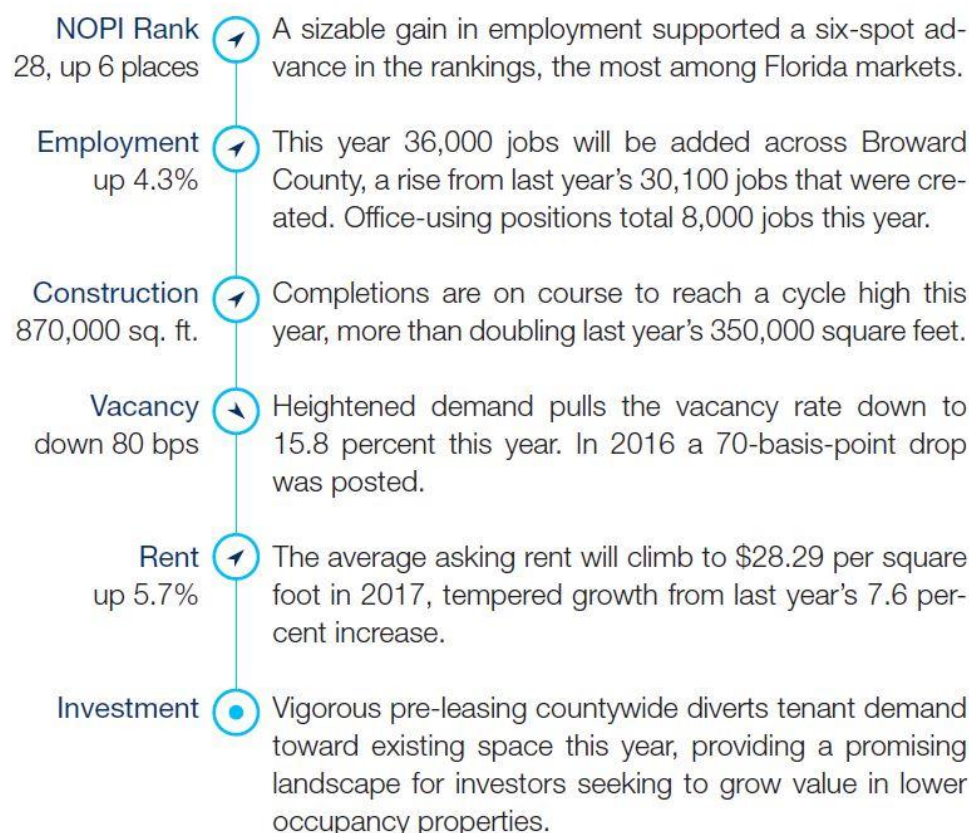 NOPI Rank
28, up 6 places
A sizable gain in employment supported a six-spot ad-
vance in the rankings, the most among Florida markets.
Employment
up 4.3%
This year 36,000 jobs will be added across Broward
County, a rise from last year's 30,100 jobs that were cre-
ated. Office-using positions total 8,000 jobs this year.
Construction
870,000 sq. ft.
Completions are on course to reach a cycle high this
year, more than doubling last year's 350,000 square feet.
Vacancy
down 80 bps
Heightened demand pulls the vacancy rate down to
15.8 percent this year. In 2016 a 70-basis-point drop
was posted.
Rent
up 5.7%
The average asking rent will climb to $28.29 per square
foot in 2017, tempered growth from last year's 7.6 per-
cent increase.
Investment
Vigorous pre-leasing countywide diverts tenant demand
toward existing space this year, providing a promising
landscape for investors seeking to grow value in lower
occupancy properties.